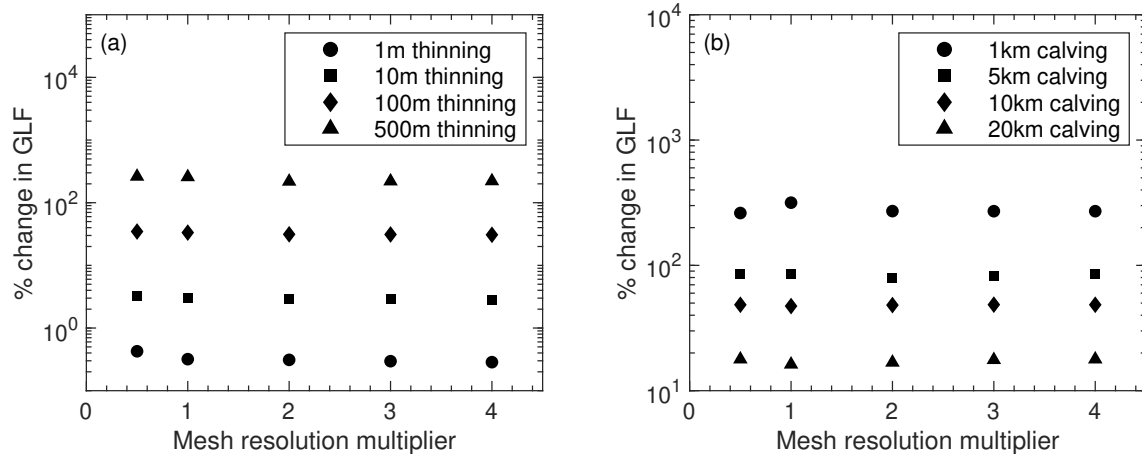 (a)
1m thinning
10m thinning
100m thinning
500m thinning
10^4
10^2
10^0
% change in GLF
0 1 2 3 4
Mesh resolution multiplier
(b)
1km calving
5km calving
10km calving
20km calving
10^4
10^3
10^2
10^1
% change in GLF
0 1 2 3 4
Mesh resolution multiplier